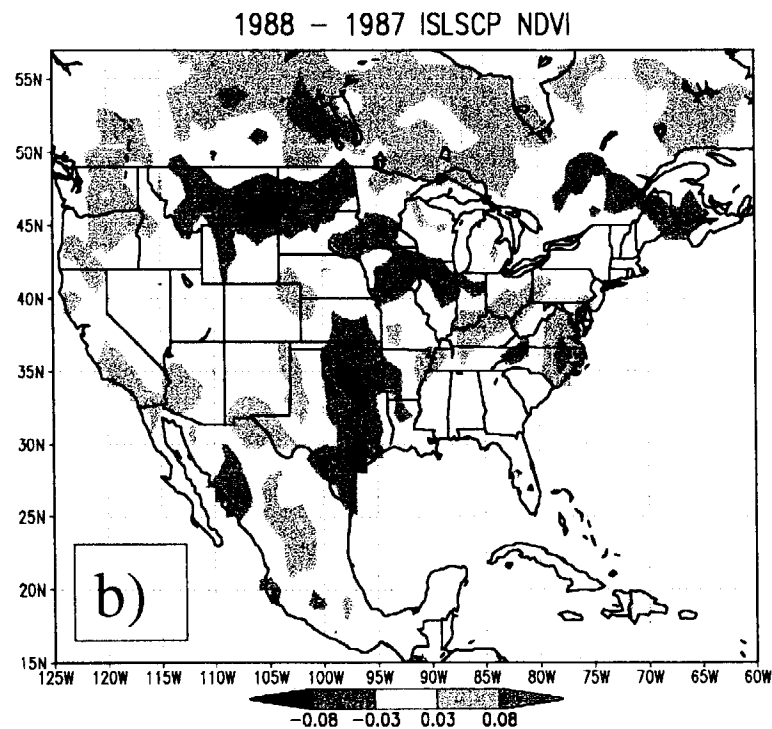 1988 – 1987 ISLSCP NDVI
55N
50N
45N
40N
35N
30N
25N
20N
15N
b)
125W 120W 115W 110W 105W 100W 95W 90W 85W 80W 75W 70W 65W 60W
−0.08 −0.03 0.03 0.08